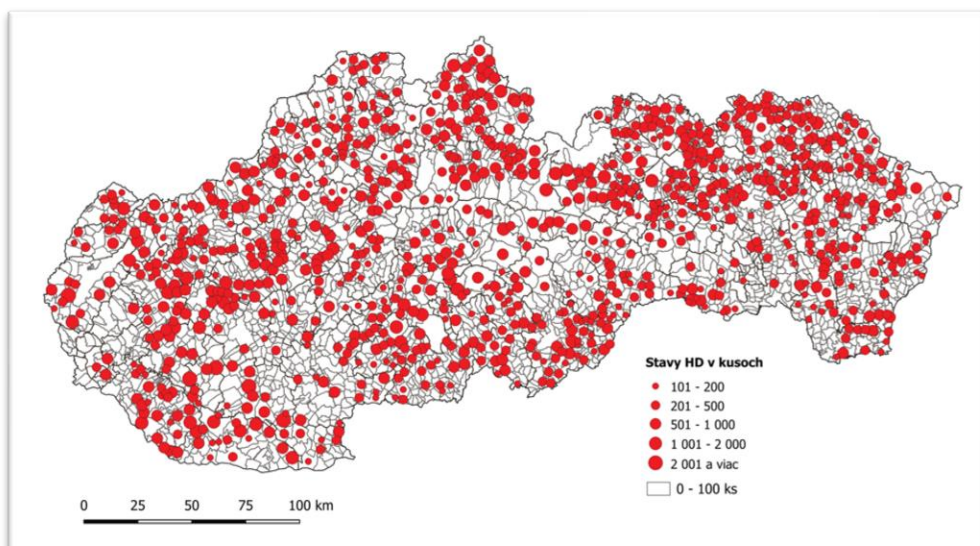 Stavy HD v kusoch
101 - 200
201 - 500
501 - 1 000
1 001 - 2 000
2 001 a viac
0 - 100 ks
0 25 50 75 100 km